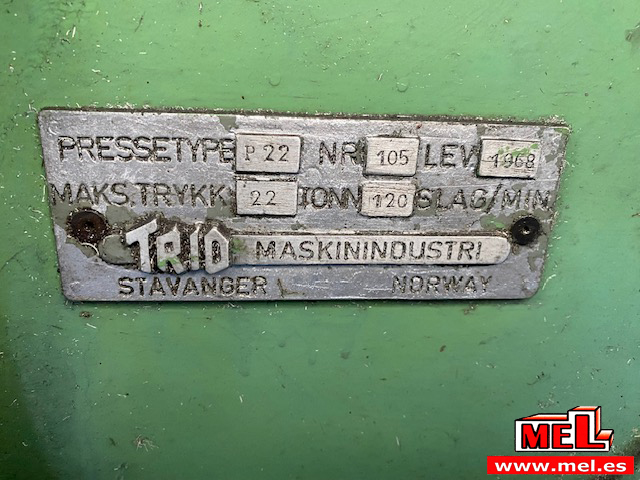 PRESSETYPE P 22 NR 105 LEV. 1968
MAKS. TRYKK 22 TONN 120 SLAG/MIN
TRIO MASKININDUSTRI
STAVANGER NORWAY
MEL
www.mel.es